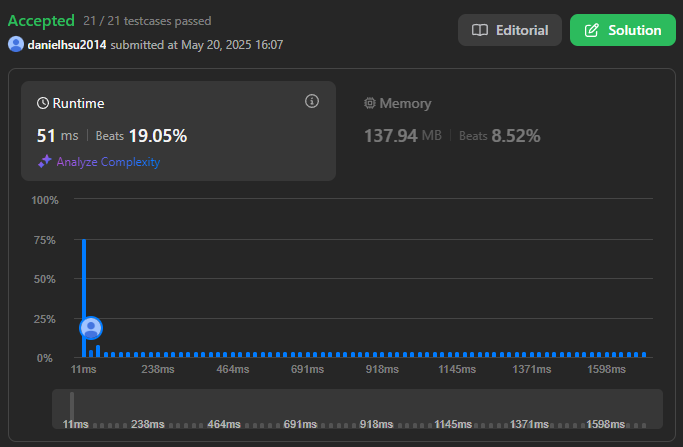 Accepted 21 / 21 testcases passed
danielhsu2014 submitted at May 20, 2025 16:07
Editorial
Solution
Runtime
51 ms Beats 19.05%
Analyze Complexity
Memory
137.94 MB Beats 8.52%
100%
75%
50%
25%
0%
11ms 238ms 464ms 691ms 918ms 1145ms 1371ms 1598ms
11ms 238ms 464ms 691ms 918ms 1145ms 1371ms 1598ms